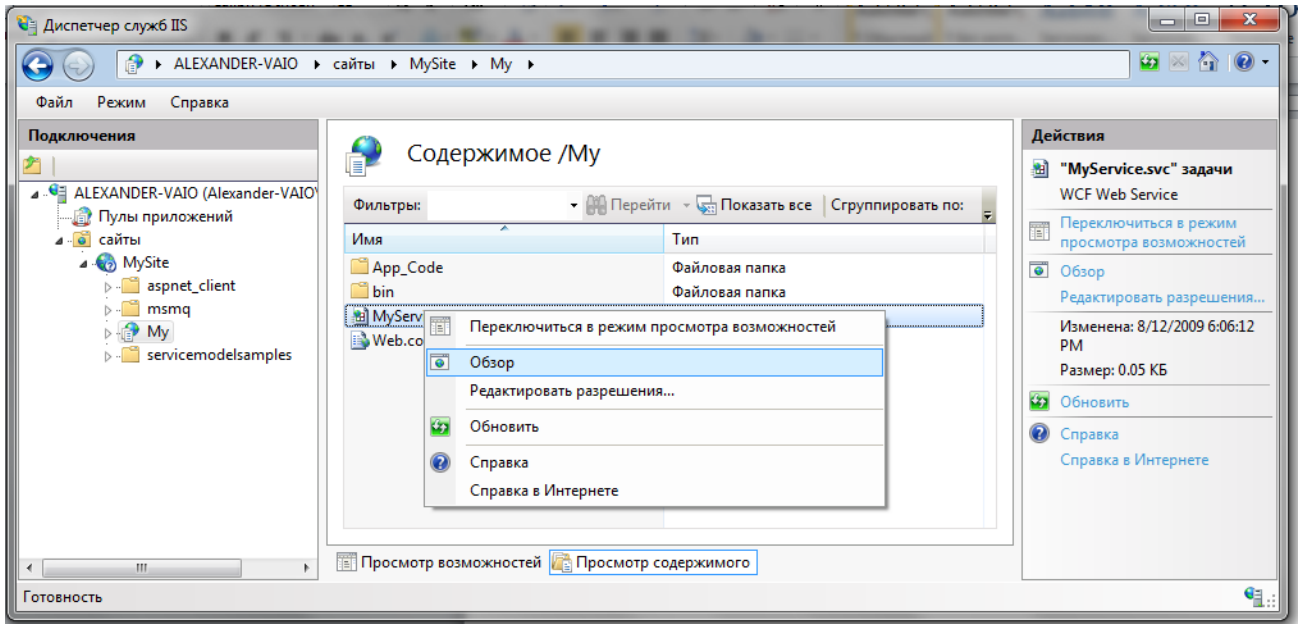 Диспетчер служб IIS
ALEXANDER-VAIO сайты MySite My
Файл Режим Справка
Подключения
ALEXANDER-VAIO (Alexander-VAIO\
Пулы приложений
сайты
MySite
aspnet_client
msmq
My
servicemodelsamples
Содержимое /My
Фильтры: Перейти Показать все Сгруппировать по:
Имя Тип
App_Code Файловая папка
bin Файловая папка
MyServ
Web.co
Переключиться в режим просмотра возможностей
Обзор
Редактировать разрешения...
Обновить
Справка
Справка в Интернете
Просмотр возможностей Просмотр содержимого
Действия
"MyService.svc" задачи
WCF Web Service
Переключиться в режим
просмотра возможностей
Обзор
Редактировать разрешения...
Изменена: 8/12/2009 6:06:12
PM
Размер: 0.05 КБ
Обновить
Справка
Справка в Интернете
Готовность